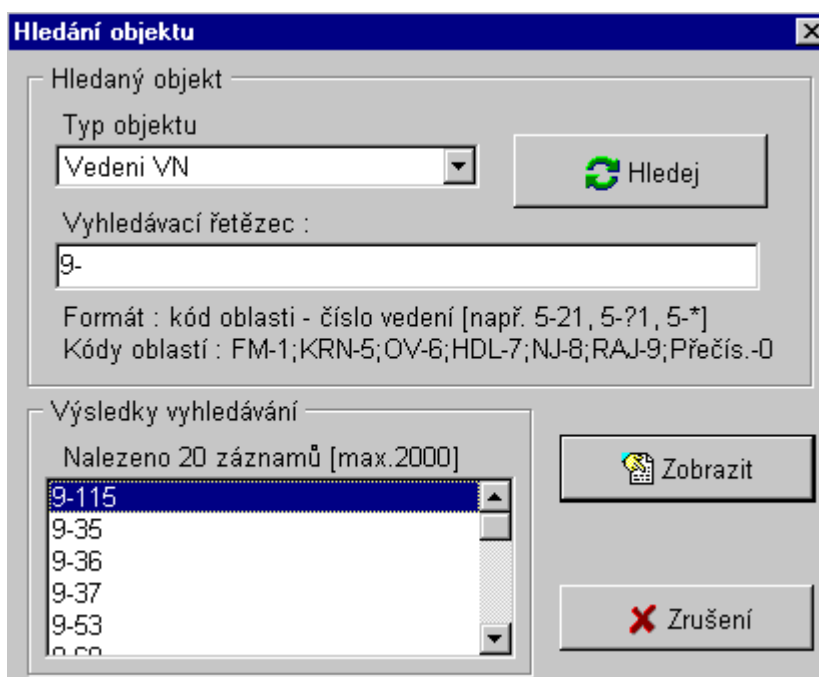 Hledání objektu
Hledaný objekt
Typ objektu
Vedeni VN
Hledej
Vyhledávací řetězec :
9-
Formát : kód oblasti - číslo vedení [např. 5-21, 5-?1, 5-*]
Kódy oblastí : FM-1;KRN-5;OV-6;HDL-7;NJ-8;RAJ-9;Přečís.-0
Výsledky vyhledávání
Nalezeno 20 záznamů [max.2000]
9-115
9-35
9-36
9-37
9-53
Zobrazit
Zrušení